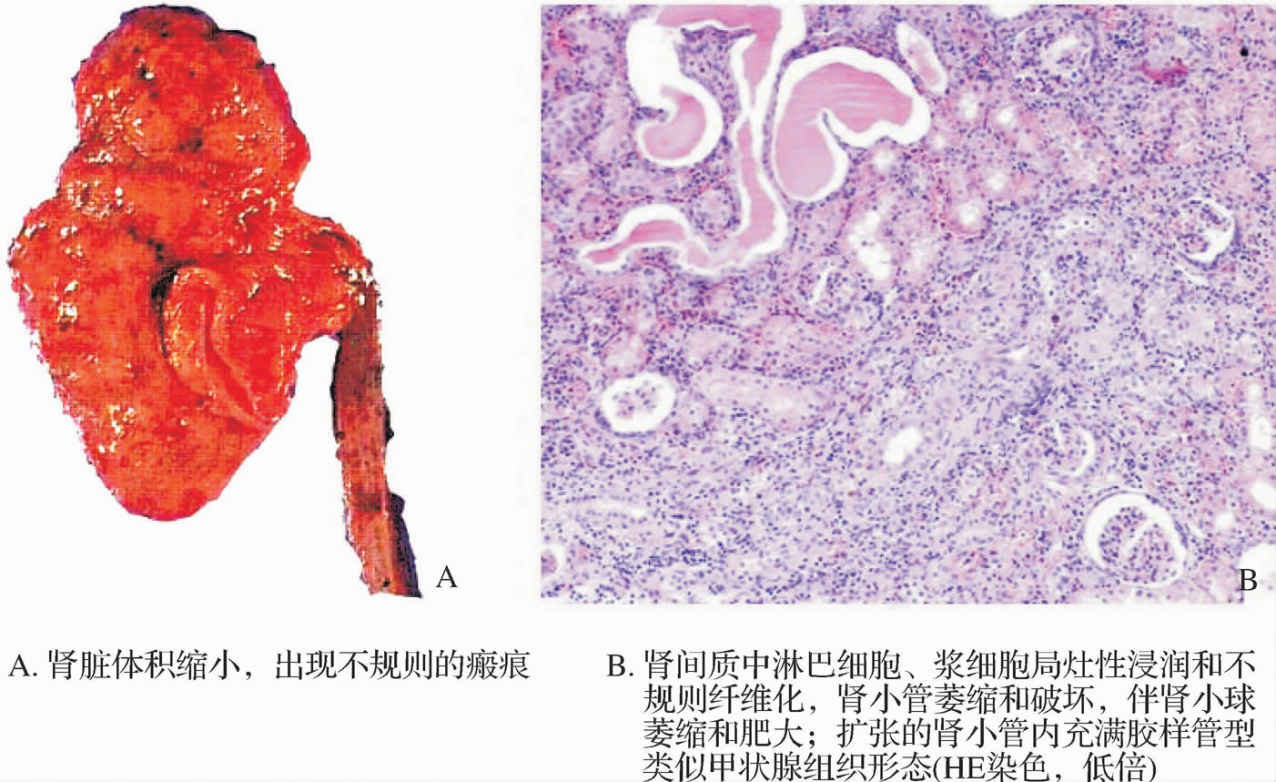 A
B
A. 肾脏体积缩小，出现不规则的瘢痕
B. 肾间质中淋巴细胞、浆细胞局灶性浸润和不
规则纤维化，肾小管萎缩和破坏，伴肾小球
萎缩和肥大；扩张的肾小管内充满胶样管型
类似甲状腺组织形态(HE染色，低倍)